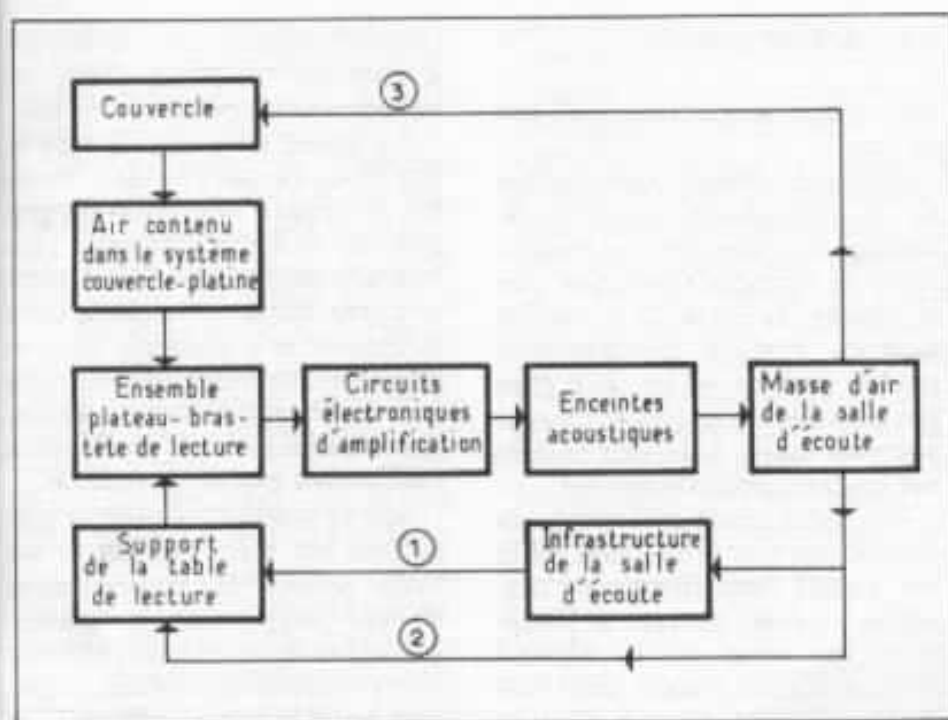 3
Couvercle
Air contenu
dans le système
couvercle-platine
Ensemble
plateau-bras-
tête de lecture
Circuits
électroniques
d'amplification
Enceintes
acoustiques
Masse d'air
de la salle
d'écoute
Support
de la table
de lecture
1
Infrastructure
de la salle
d'écoute
2